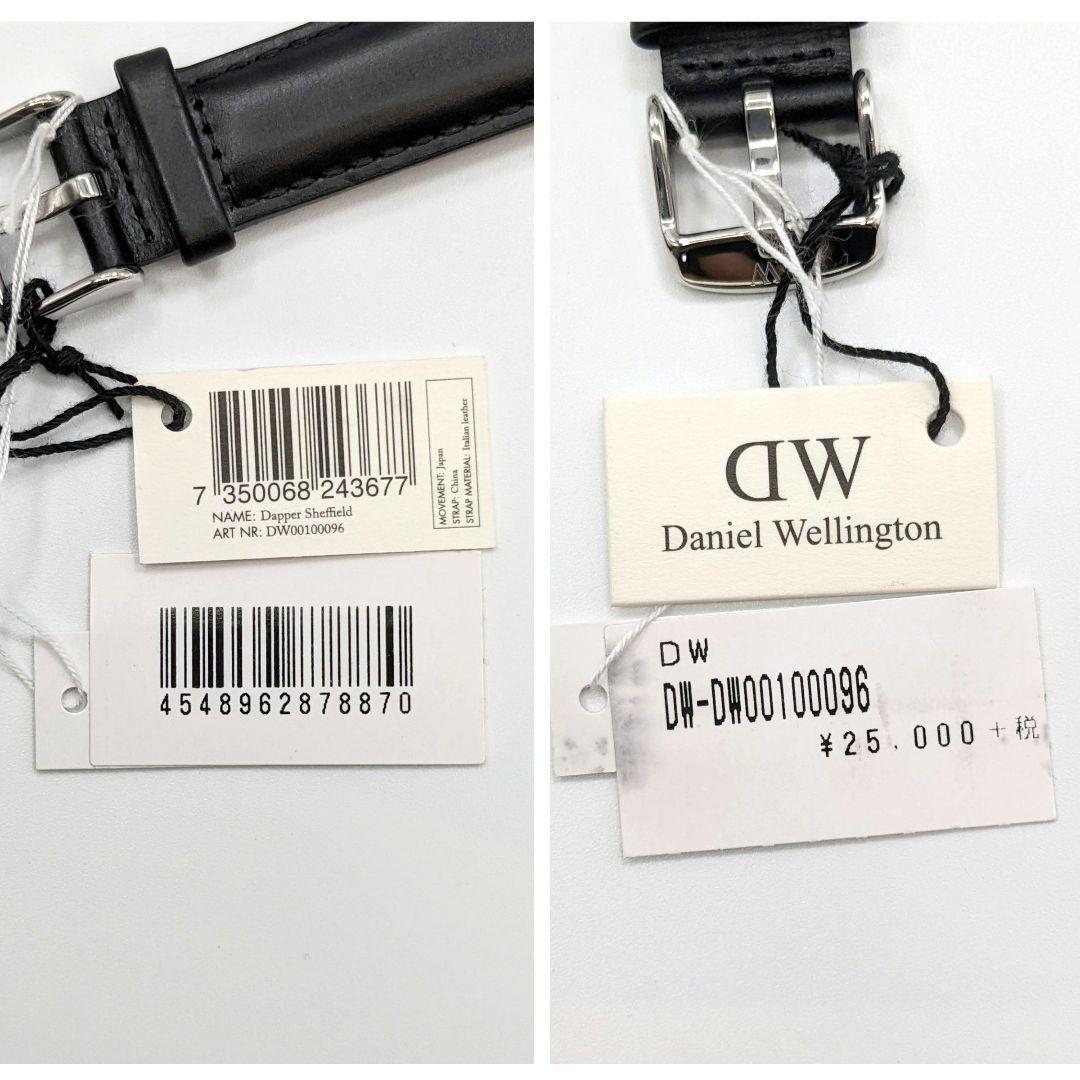 7 350068 243677
NAME: Dapper Sheffield
ART NR: DW00100096
MOVEMENT: Japan
STRAP: China
STRAP MATERIAL: Italian leather
4548962878870
DW
Daniel Wellington
DW
DW-DW00100096
¥25.000 +税